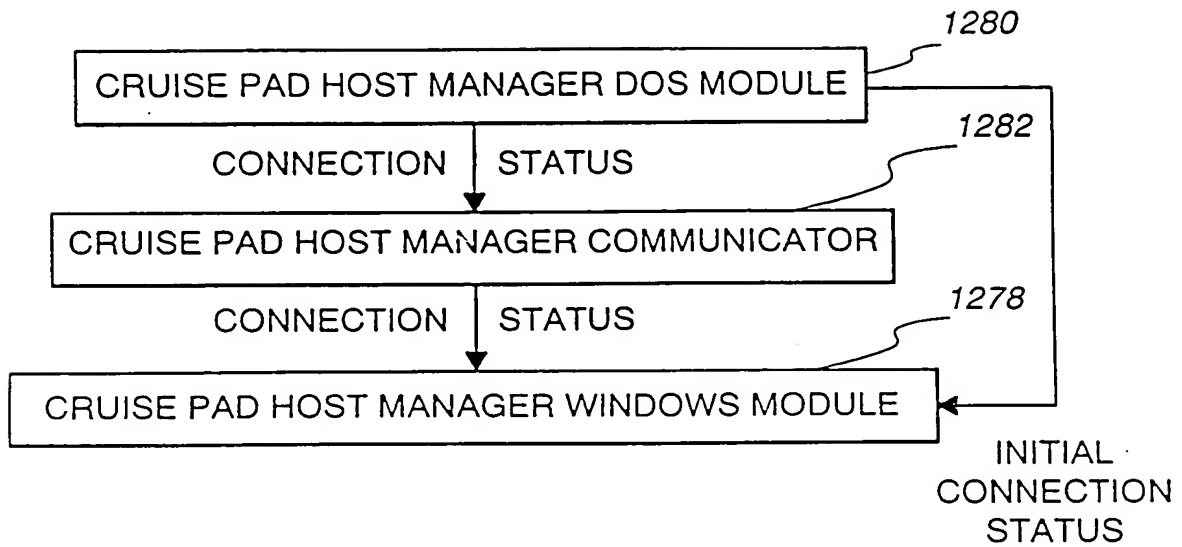 1280
CRUISE PAD HOST MANAGER DOS MODULE
1282
CONNECTION STATUS
CRUISE PAD HOST MANAGER COMMUNICATOR
1278
CONNECTION STATUS
CRUISE PAD HOST MANAGER WINDOWS MODULE
INITIAL
CONNECTION
STATUS